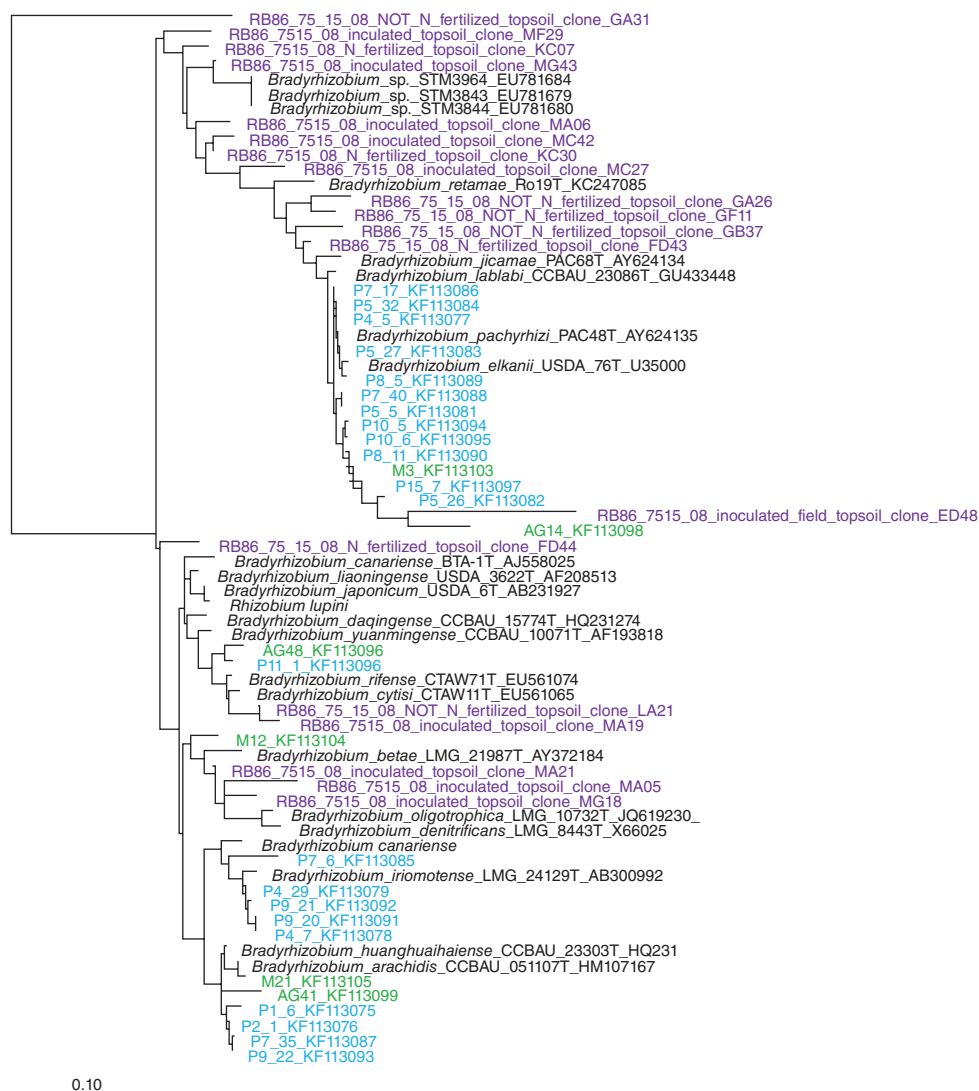 RB86_75_15_08_NOT_N_fertilized_topsoil_clone_GA31
RB86_7515_08_inculated_topsoil_clone_MF29
RB86_7515_08_N_fertilized_topsoil_clone_KC07
RB86_7515_08_inoculated_topsoil_clone_MG43
Bradyrhizobium_sp._STM3964_EU781684
Bradyrhizobium_sp._STM3843_EU781679
Bradyrhizobium_sp._STM3844_EU781680
RB86_7515_08_inoculated_topsoil_clone_MA06
RB86_7515_08_inoculated_topsoil_clone_MC42
RB86_7515_08_N_fertilized_topsoil_clone_KC30
RB86_7515_08_inoculated_topsoil_clone_MC27
Bradyrhizobium_retamae_Ro19T_KC247085
RB86_75_15_08_NOT_N_fertilized_topsoil_clone_GA26
RB86_75_15_08_NOT_N_fertilized_topsoil_clone_GF11
RB86_75_15_08_NOT_N_fertilized_topsoil_clone_GB37
RB86_75_15_08_N_fertilized_topsoil_clone_FD43
Bradyrhizobium_jicamae_PAC68T_AY624134
Bradyrhizobium_lablabi_CCBAU_23086T_GU433448
P7_17_KF113086
P5_32_KF113084
P4_5_KF113077
Bradyrhizobium_pachyrhizi_PAC48T_AY624135
P5_27_KF113083
Bradyrhizobium_elkanii_USDA_76T_U35000
P8_5_KF113089
P7_40_KF113088
P5_5_KF113081
P10_5_KF113094
P10_6_KF113095
P8_11_KF113090
M3_KF113103
P15_7_KF113097
P5_26_KF113082
RB86_7515_08_inoculated_field_topsoil_clone_ED48
AG14_KF113098
RB86_75_15_08_N_fertilized_topsoil_clone_FD44
Bradyrhizobium_canariense_BTA-1T_AJ558025
Bradyrhizobium_liaoningense_USDA_3622T_AF208513
Bradyrhizobium_japonicum_USDA_6T_AB231927
Rhizobium lupini
Bradyrhizobium_daqingense_CCBAU_15774T_HQ231274
Bradyrhizobium_yuanmingense_CCBAU_10071T_AF193818
AG48_KF113096
P11_1_KF113096
Bradyrhizobium_rifense_CTAW71T_EU561074
Bradyrhizobium_cytisi_CTAW11T_EU561065
RB86_75_15_08_NOT_N_fertilized_topsoil_clone_LA21
RB86_7515_08_inoculated_topsoil_clone_MA19
M12_KF113104
Bradyrhizobium_betae_LMG_21987T_AY372184
RB86_7515_08_inoculated_topsoil_clone_MA21
RB86_7515_08_inoculated_topsoil_clone_MA05
RB86_7515_08_inoculated_topsoil_clone_MG18
Bradyrhizobium_oligotrophica_LMG_10732T_JQ619230_
Bradyrhizobium_denitrificans_LMG_8443T_X66025
Bradyrhizobium canariense
P7_6_KF113085
Bradyrhizobium_iriomotense_LMG_24129T_AB300992
P4_29_KF113079
P9_21_KF113092
P9_20_KF113091
P4_7_KF113078
Bradyrhizobium_huanghuaihaiense_CCBAU_23303T_HQ231
Bradyrhizobium_arachidis_CCBAU_051107T_HM107167
M21_KF113105
AG41_KF113099
P1_6_KF113075
P2_1_KF113076
P7_35_KF113087
P9_22_KF113093
0.10